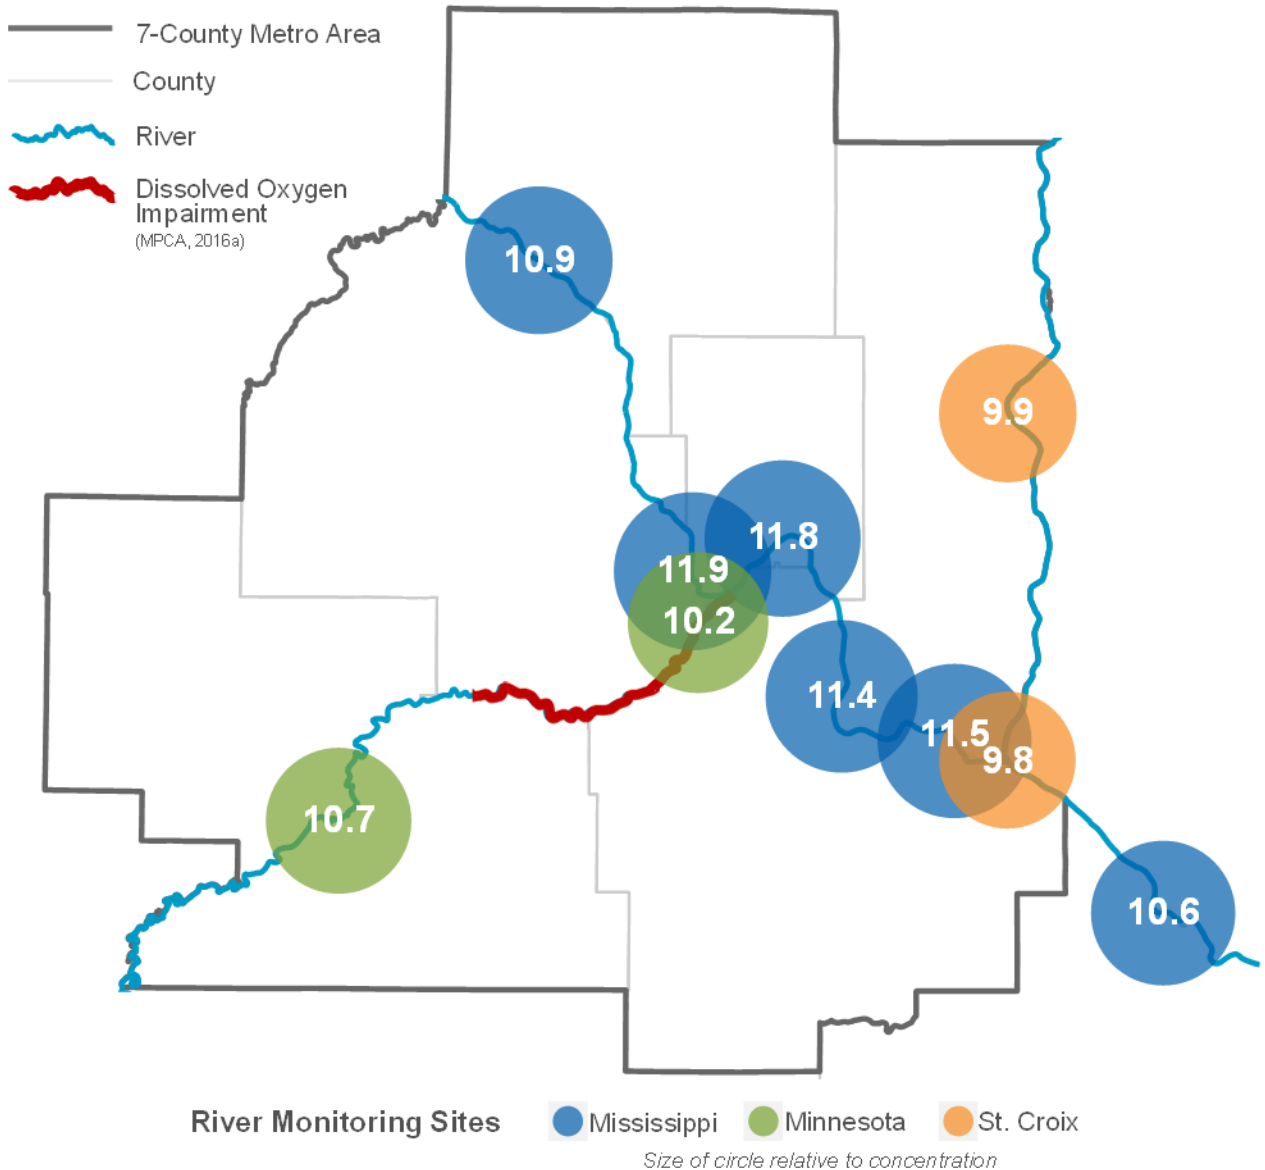 7-County Metro Area
County
River
Dissolved Oxygen
Impairment
(MPCA, 2016a)
10.9
9.9
11.8
11.9
10.2
11.4
11.5
9.8
10.7
10.6
River Monitoring Sites Mississippi Minnesota St. Croix
Size of circle relative to concentration